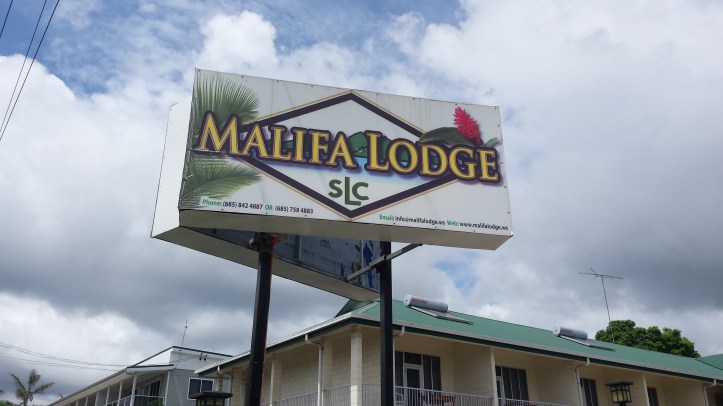 MALIFA LODGE
SLC
Phone: (685) 842 4887 OR (685) 758 4883
Email: info@malifalodge.ws Web: www.malifalodge.ws